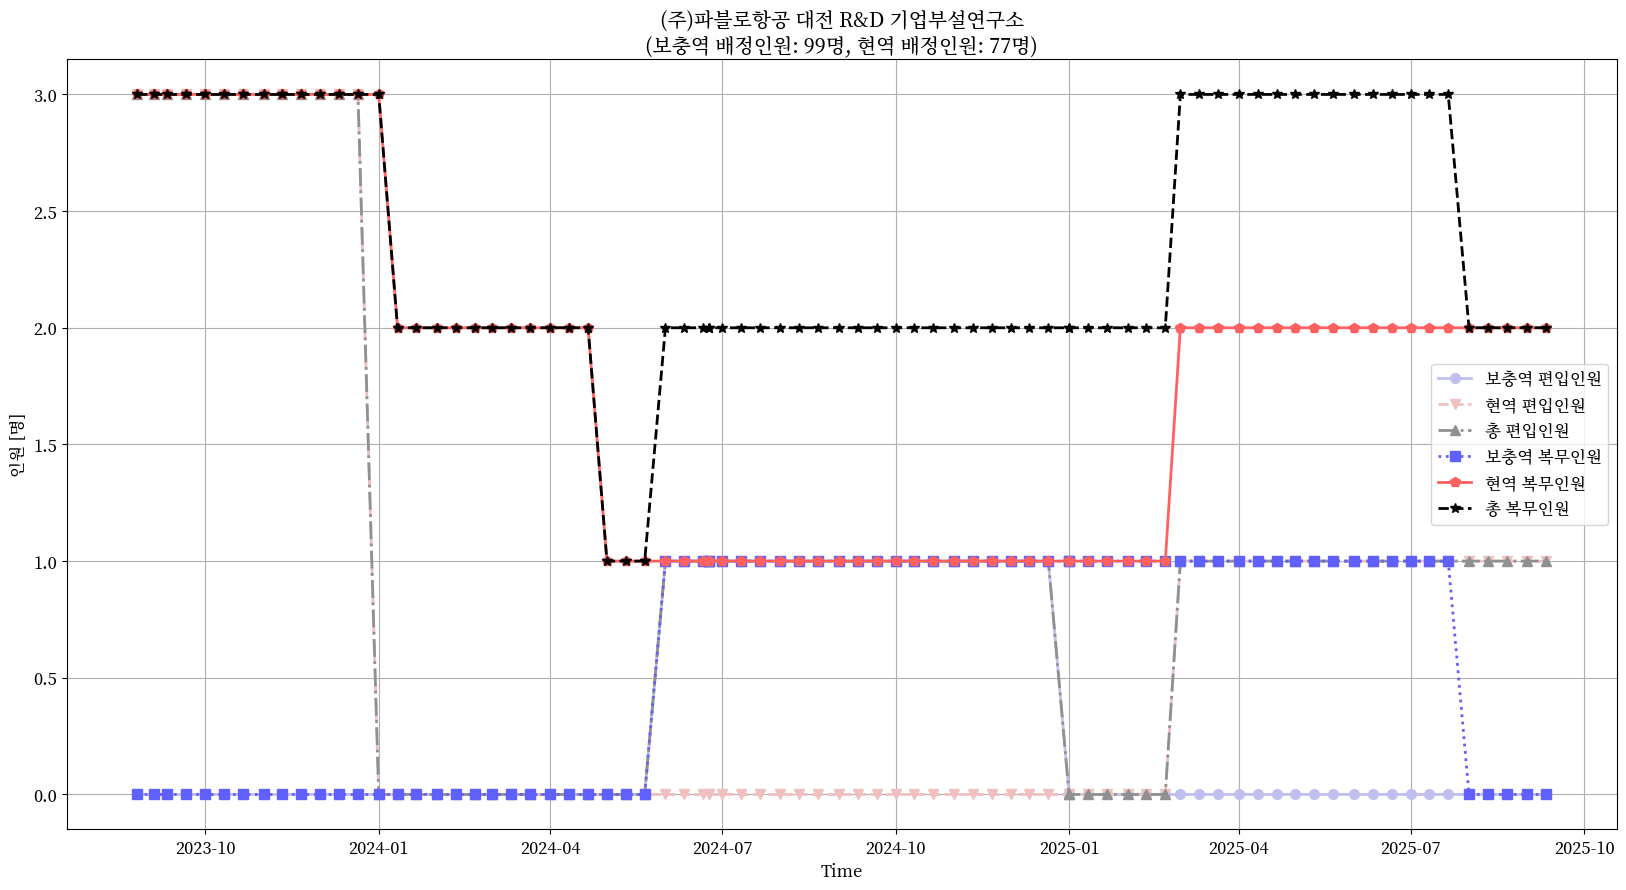 (주)파블로항공 대전 R&D 기업부설연구소
(보충역 배정인원: 99명, 현역 배정인원: 77명)
3.0
2.5
2.0
1.5
1.0
0.5
0.0
인원 [명]
보충역 편입인원
현역 편입인원
총 편입인원
보충역 복무인원
현역 복무인원
총 복무인원
2023-10
2024-01
2024-04
2024-07
2024-10
2025-01
2025-04
2025-07
2025-10
Time